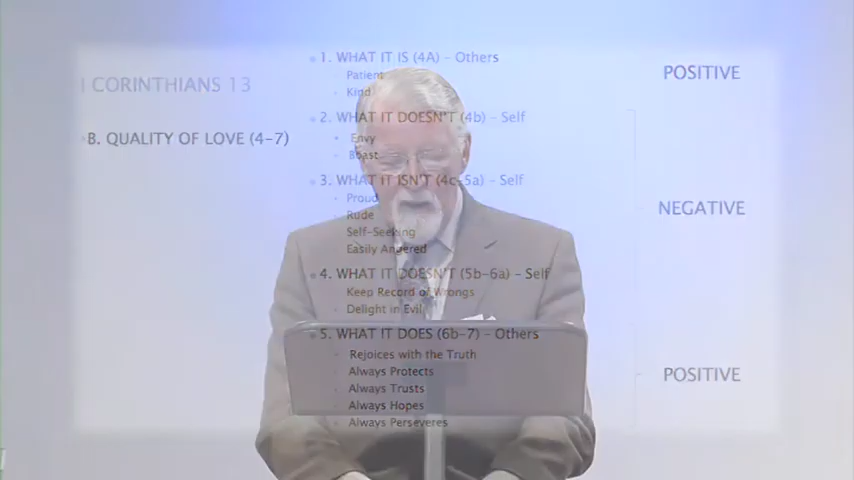 I CORINTHIANS 13
B. QUALITY OF LOVE (4-7)
1. WHAT IT IS (4A) - Others
Patient
Kind
2. WHAT IT DOESN'T (4b) - Self
Envy
Boast
3. WHAT IT ISN'T (4c-5a) - Self
Proud
Rude
Self-Seeking
Easily Angered
4. WHAT IT DOESN'T (5b-6a) - Self
Keep Record of Wrongs
Delight in Evil
5. WHAT IT DOES (6b-7) - Others
Rejoices with the Truth
Always Protects
Always Trusts
Always Hopes
Always Perseveres
POSITIVE
NEGATIVE
POSITIVE